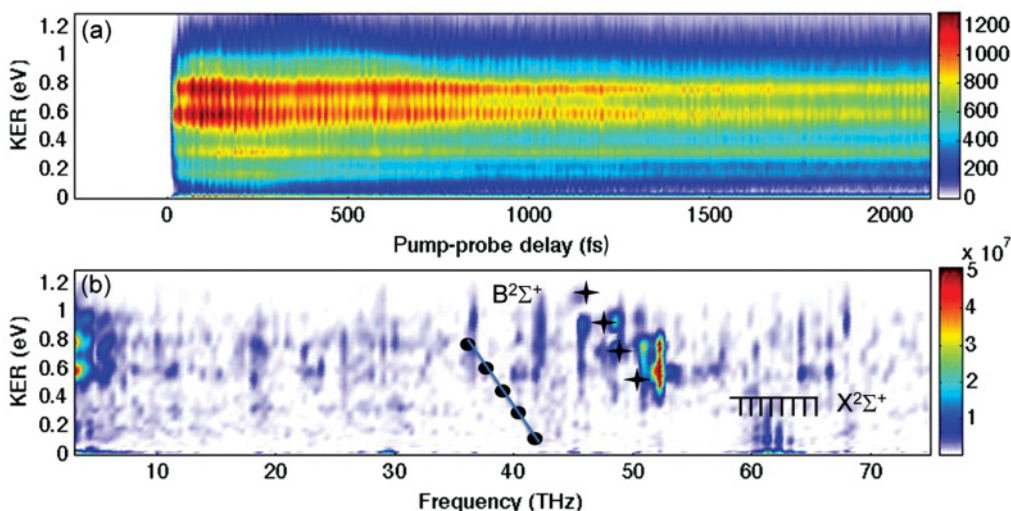 (a)
KER (eV)
1.2
1
0.8
0.6
0.4
0.2
0
0 500 1000 1500 2000
Pump-probe delay (fs)
1200
1000
800
600
400
200
0
(b)
KER (eV)
1.2
1
0.8
0.6
0.4
0.2
0
B²Σ⁺
X²Σ⁺
10 20 30 40 50 60 70
Frequency (THz)
x 10⁷
5
4
3
2
1